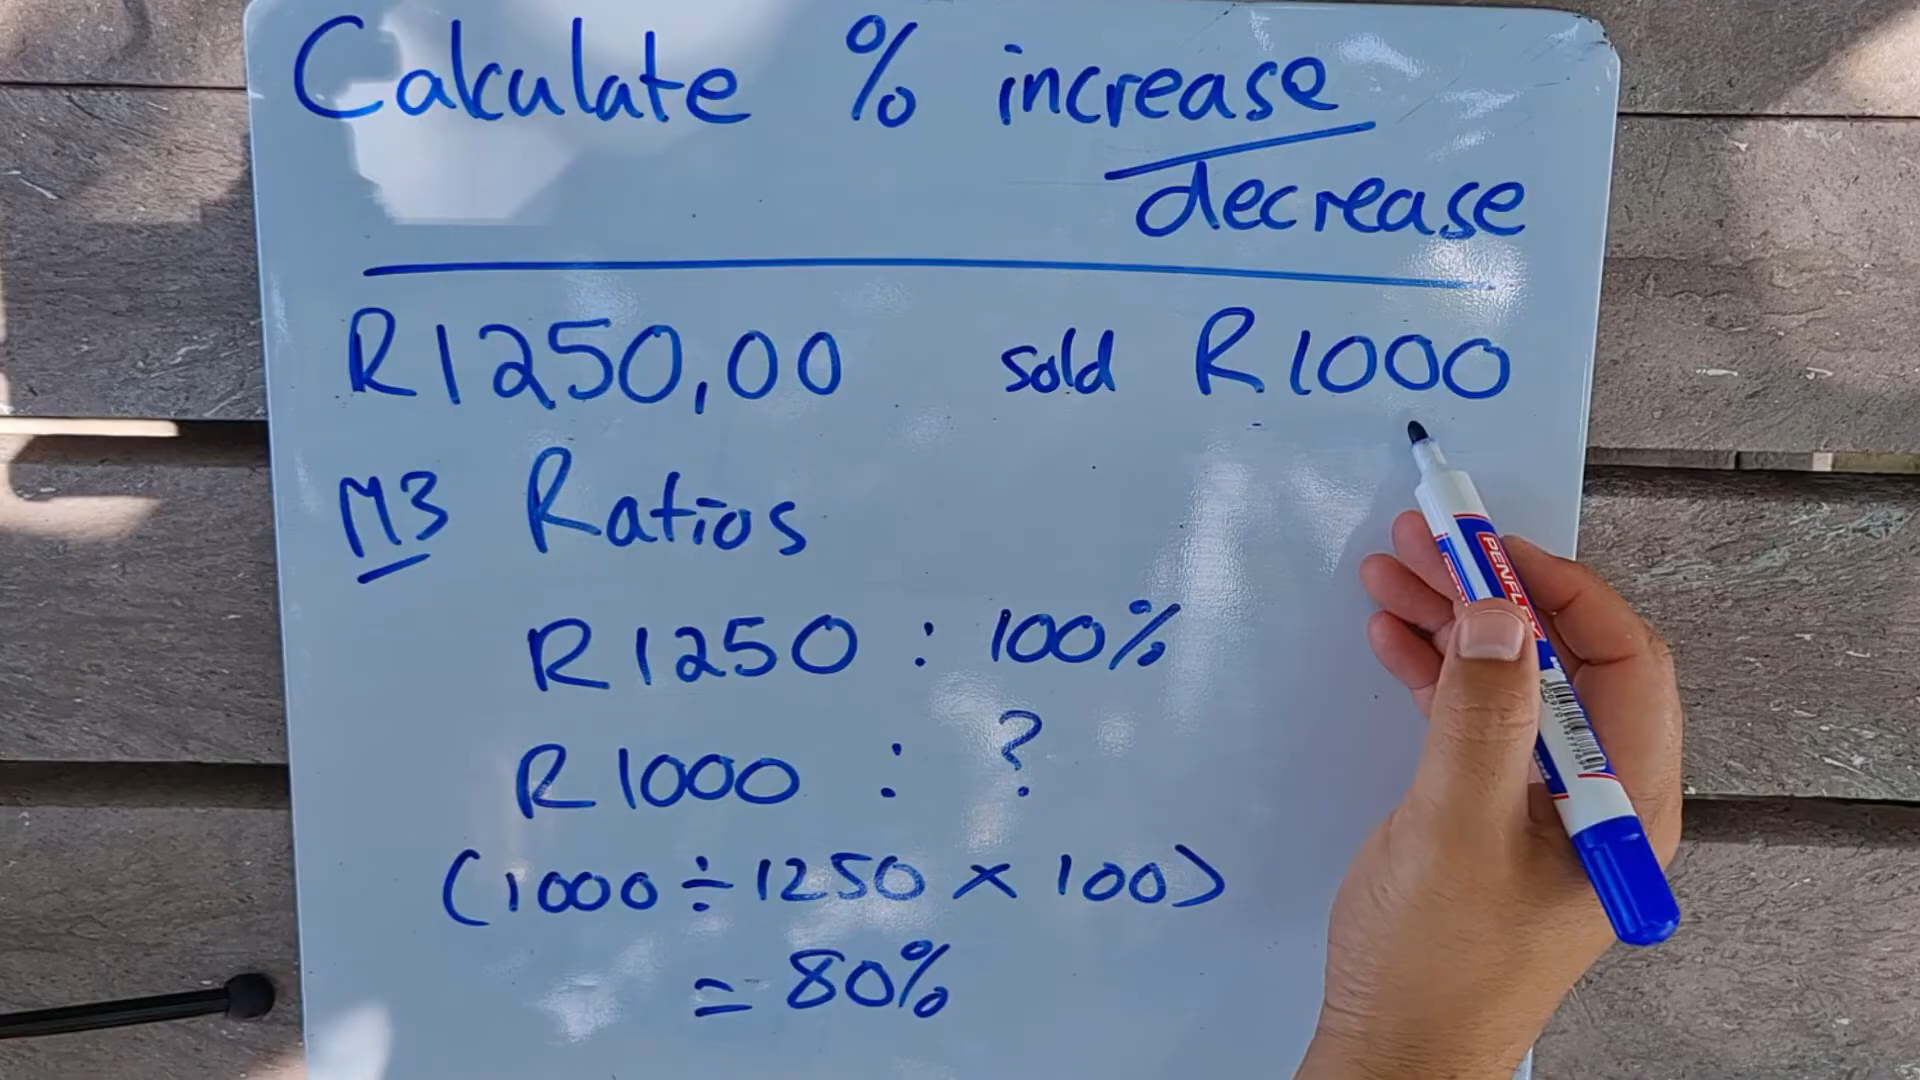 Calculate % increase/
decrease
R1250,00 sold R1000
M3 Ratios
R1250 : 100%
R1000 : ?
(1000 ÷ 1250 × 100)
= 80%